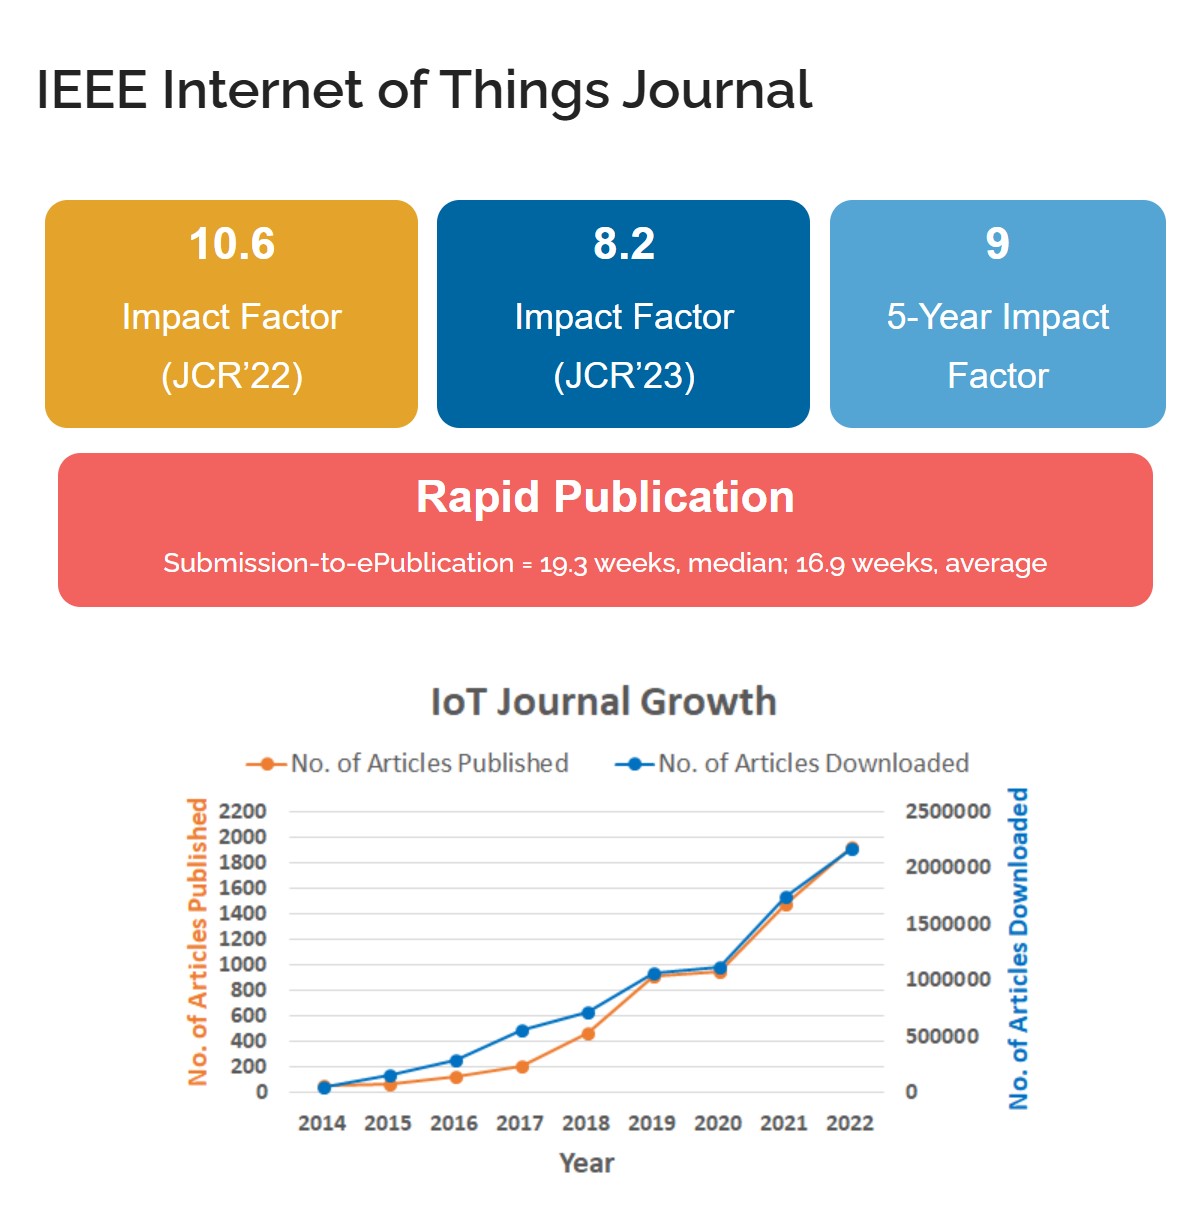 IEEE Internet of Things Journal
10.6
Impact Factor
(JCR’22)
8.2
Impact Factor
(JCR’23)
9
5-Year Impact
Factor
Rapid Publication
Submission-to-ePublication = 19.3 weeks, median; 16.9 weeks, average
IoT Journal Growth
No. of Articles Published
No. of Articles Downloaded
No. of Articles Published
2200
2000
1800
1600
1400
1200
1000
800
600
400
200
0
2500000
2000000
1500000
1000000
500000
0
No. of Articles Downloaded
2014 2015 2016 2017 2018 2019 2020 2021 2022
Year